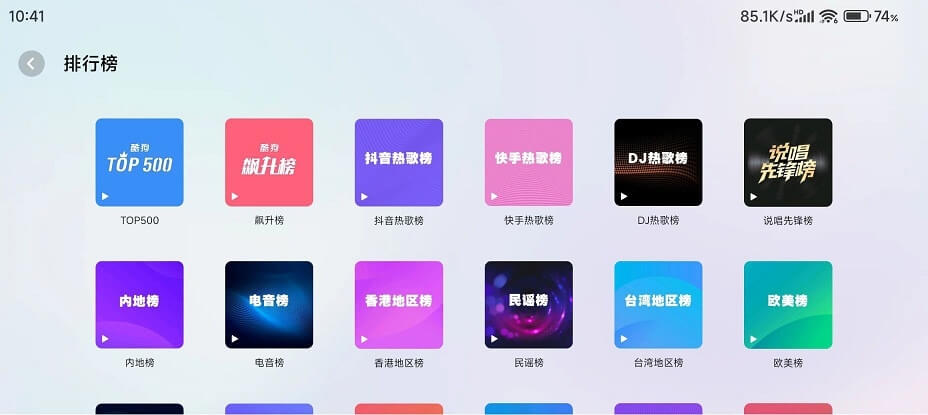 10:41
85.1K/s HD 6 74%
排行榜
酷狗
TOP 500
酷狗
飙升榜
抖音热歌榜
快手热歌榜
DJ热歌榜
说唱
先锋榜
TOP500
飙升榜
抖音热歌榜
快手热歌榜
DJ热歌榜
说唱先锋榜
内地榜
电音榜
香港地区榜
民谣榜
台湾地区榜
欧美榜
内地榜
电音榜
香港地区榜
民谣榜
台湾地区榜
欧美榜